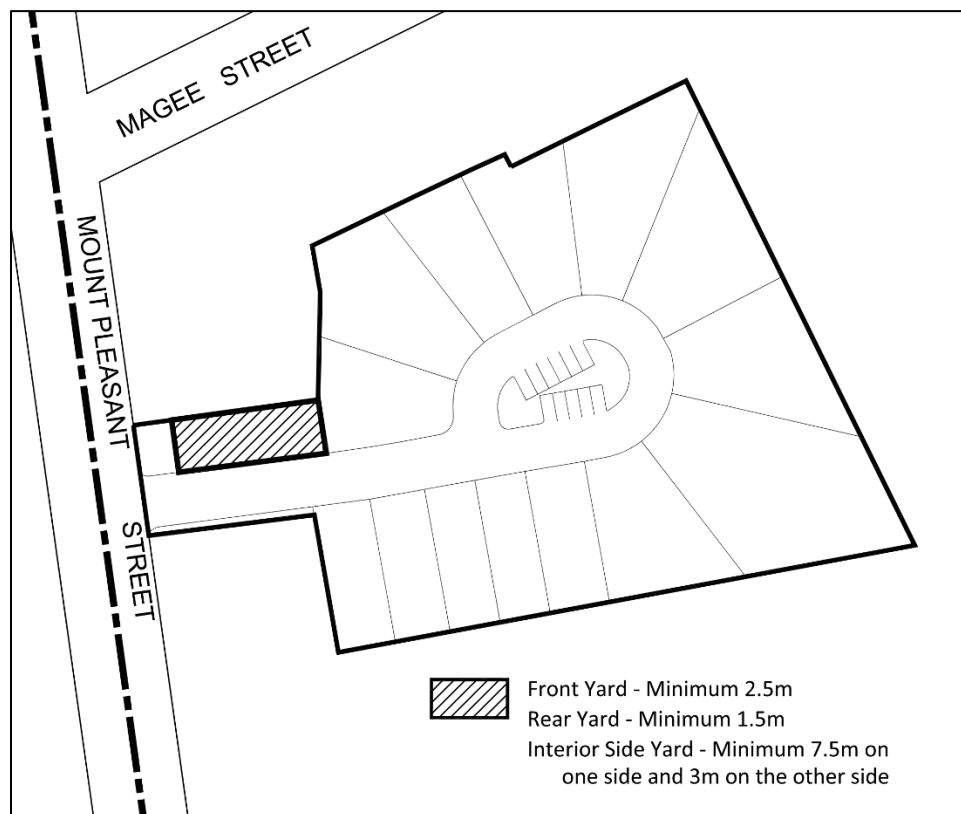 MAGEE STREET
MOUNT PLEASANT
STREET
Front Yard - Minimum 2.5m
Rear Yard - Minimum 1.5m
Interior Side Yard - Minimum 7.5m on
one side and 3m on the other side